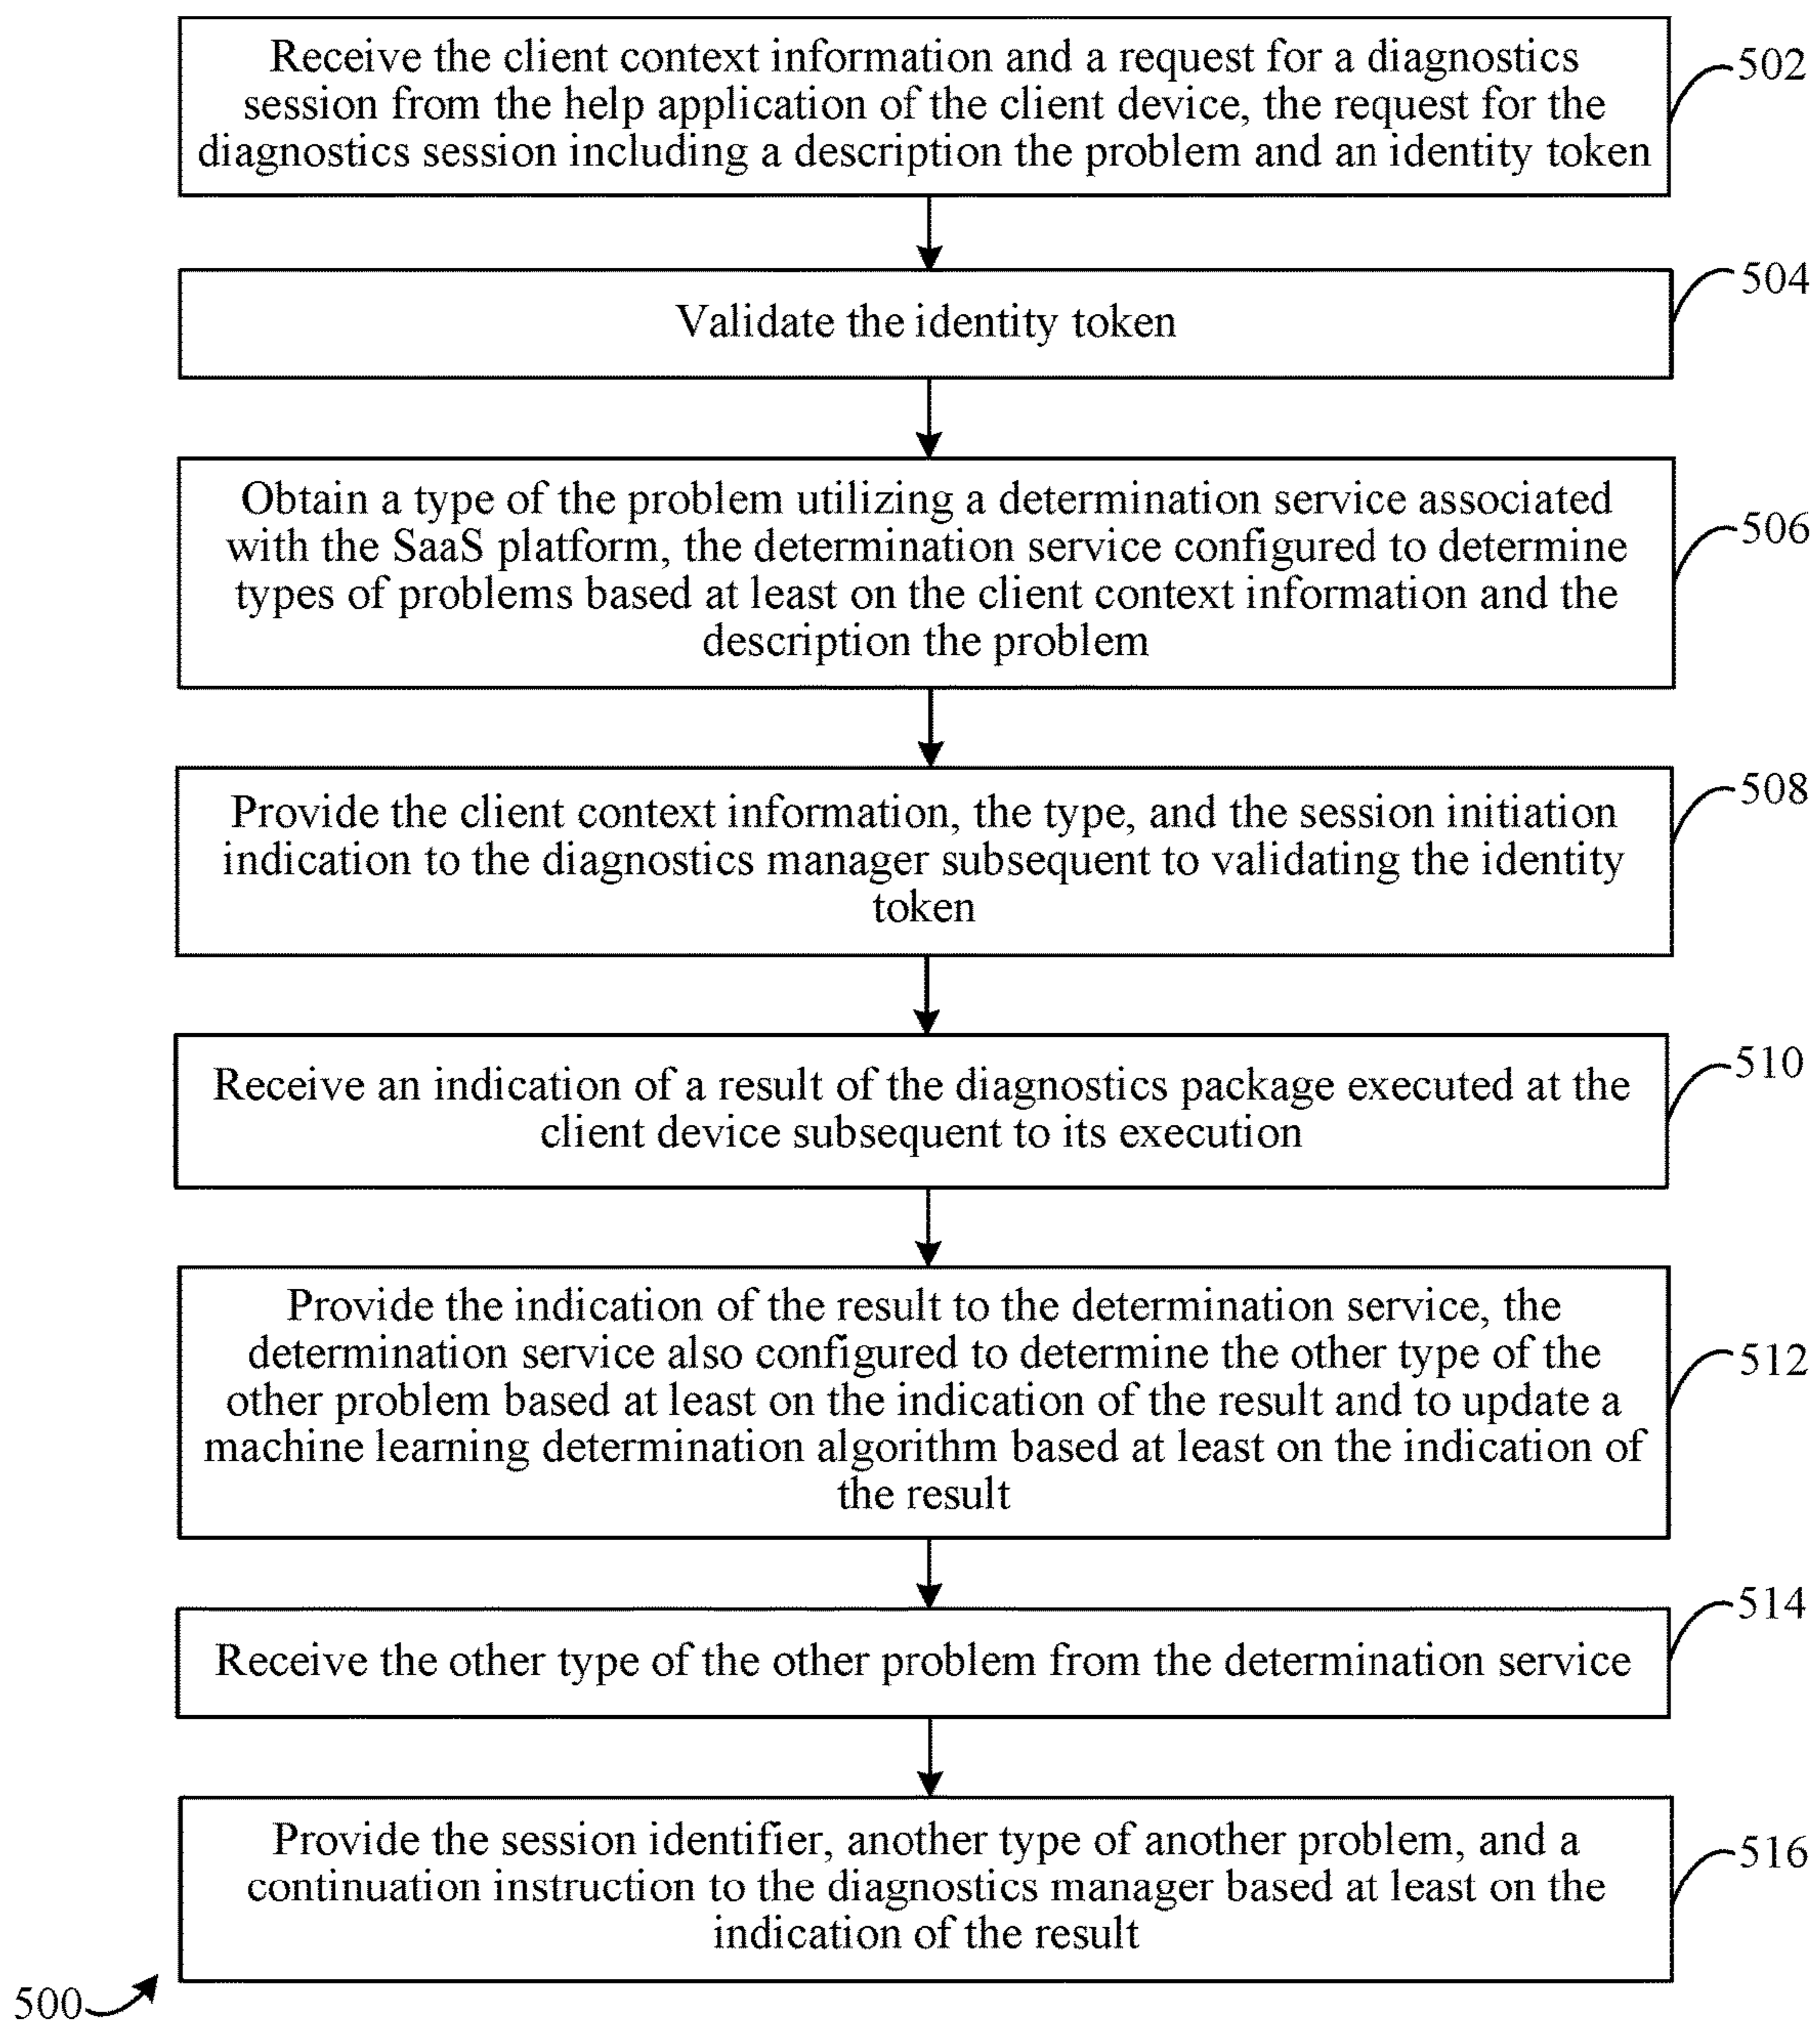 Receive the client context information and a request for a diagnostics
session from the help application of the client device, the request for the
diagnostics session including a description the problem and an identity token
502
Validate the identity token
504
Obtain a type of the problem utilizing a determination service associated
with the SaaS platform, the determination service configured to determine
types of problems based at least on the client context information and the
description the problem
506
Provide the client context information, the type, and the session initiation
indication to the diagnostics manager subsequent to validating the identity
token
508
Receive an indication of a result of the diagnostics package executed at the
client device subsequent to its execution
510
Provide the indication of the result to the determination service, the
determination service also configured to determine the other type of the
other problem based at least on the indication of the result and to update a
machine learning determination algorithm based at least on the indication of
the result
512
Receive the other type of the other problem from the determination service
514
Provide the session identifier, another type of another problem, and a
continuation instruction to the diagnostics manager based at least on the
indication of the result
516
500